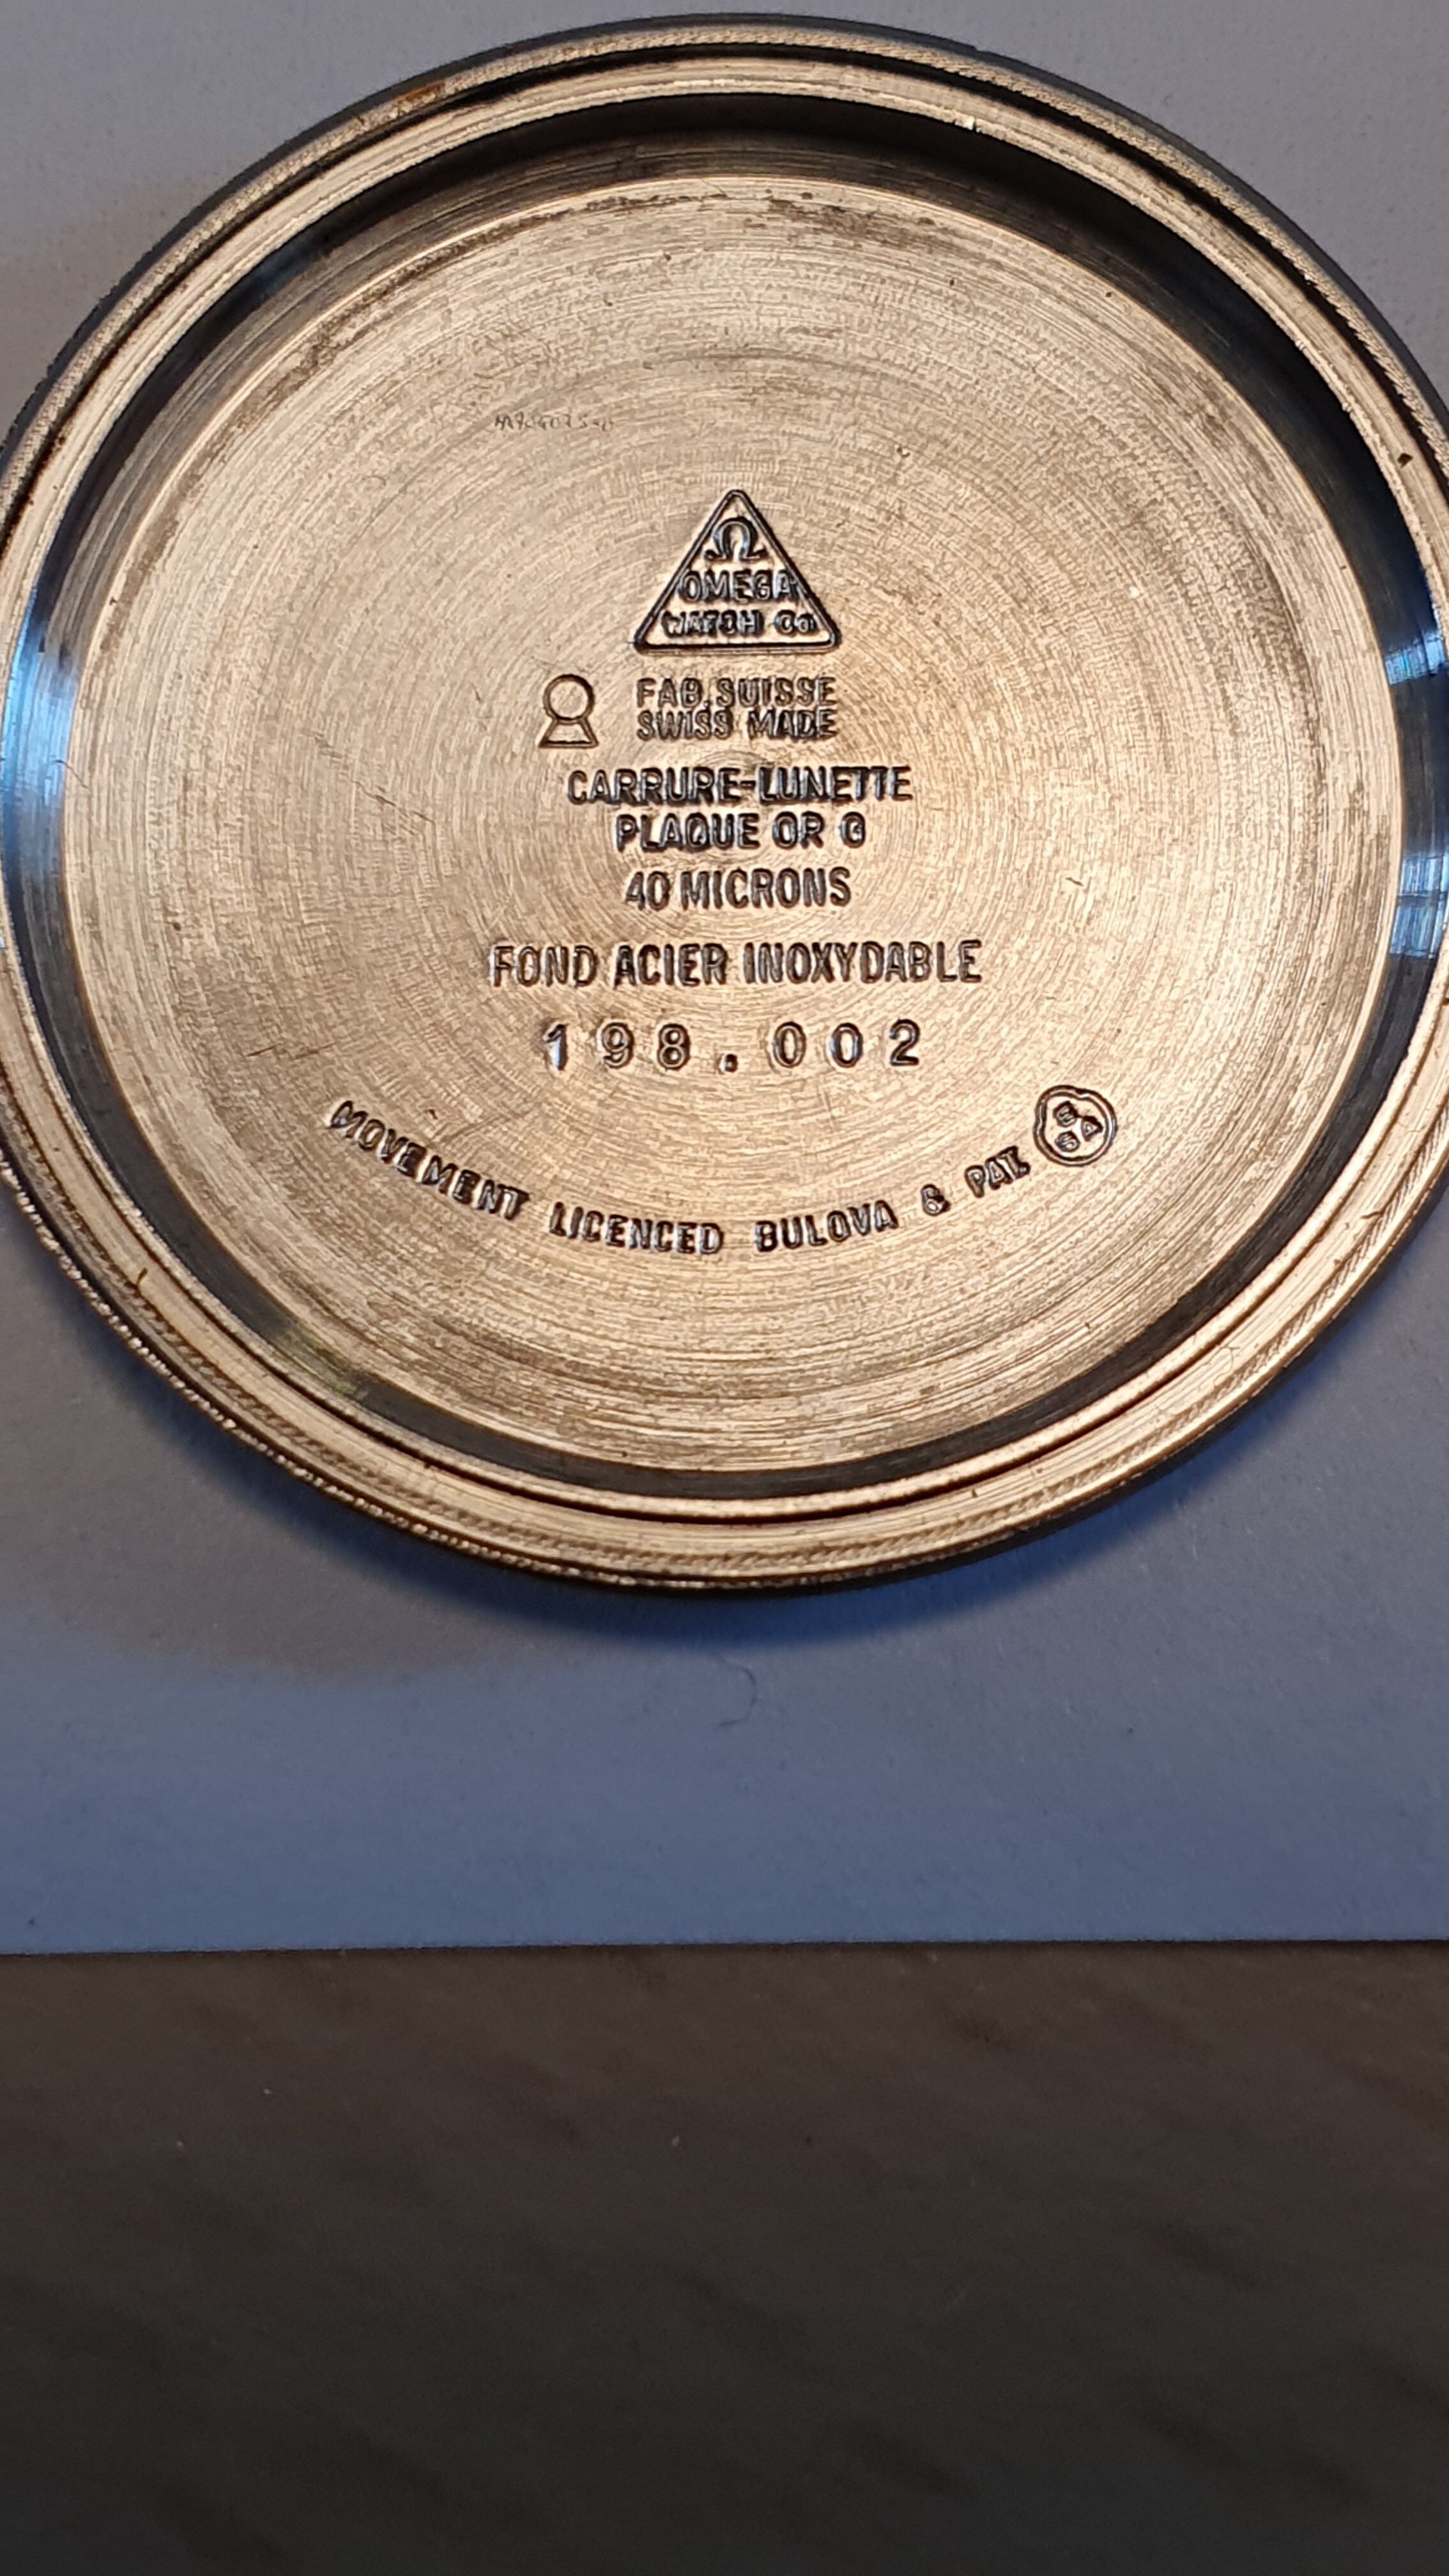 Ω
OMEGA
WATCH Co
FAB. SUISSE
SWISS MADE
CARRURE-LUNETTE
PLAQUE OR G
40 MICRONS
FOND ACIER INOXYDABLE
198.002
MOVEMENT LICENCED BULOVA & PAT.